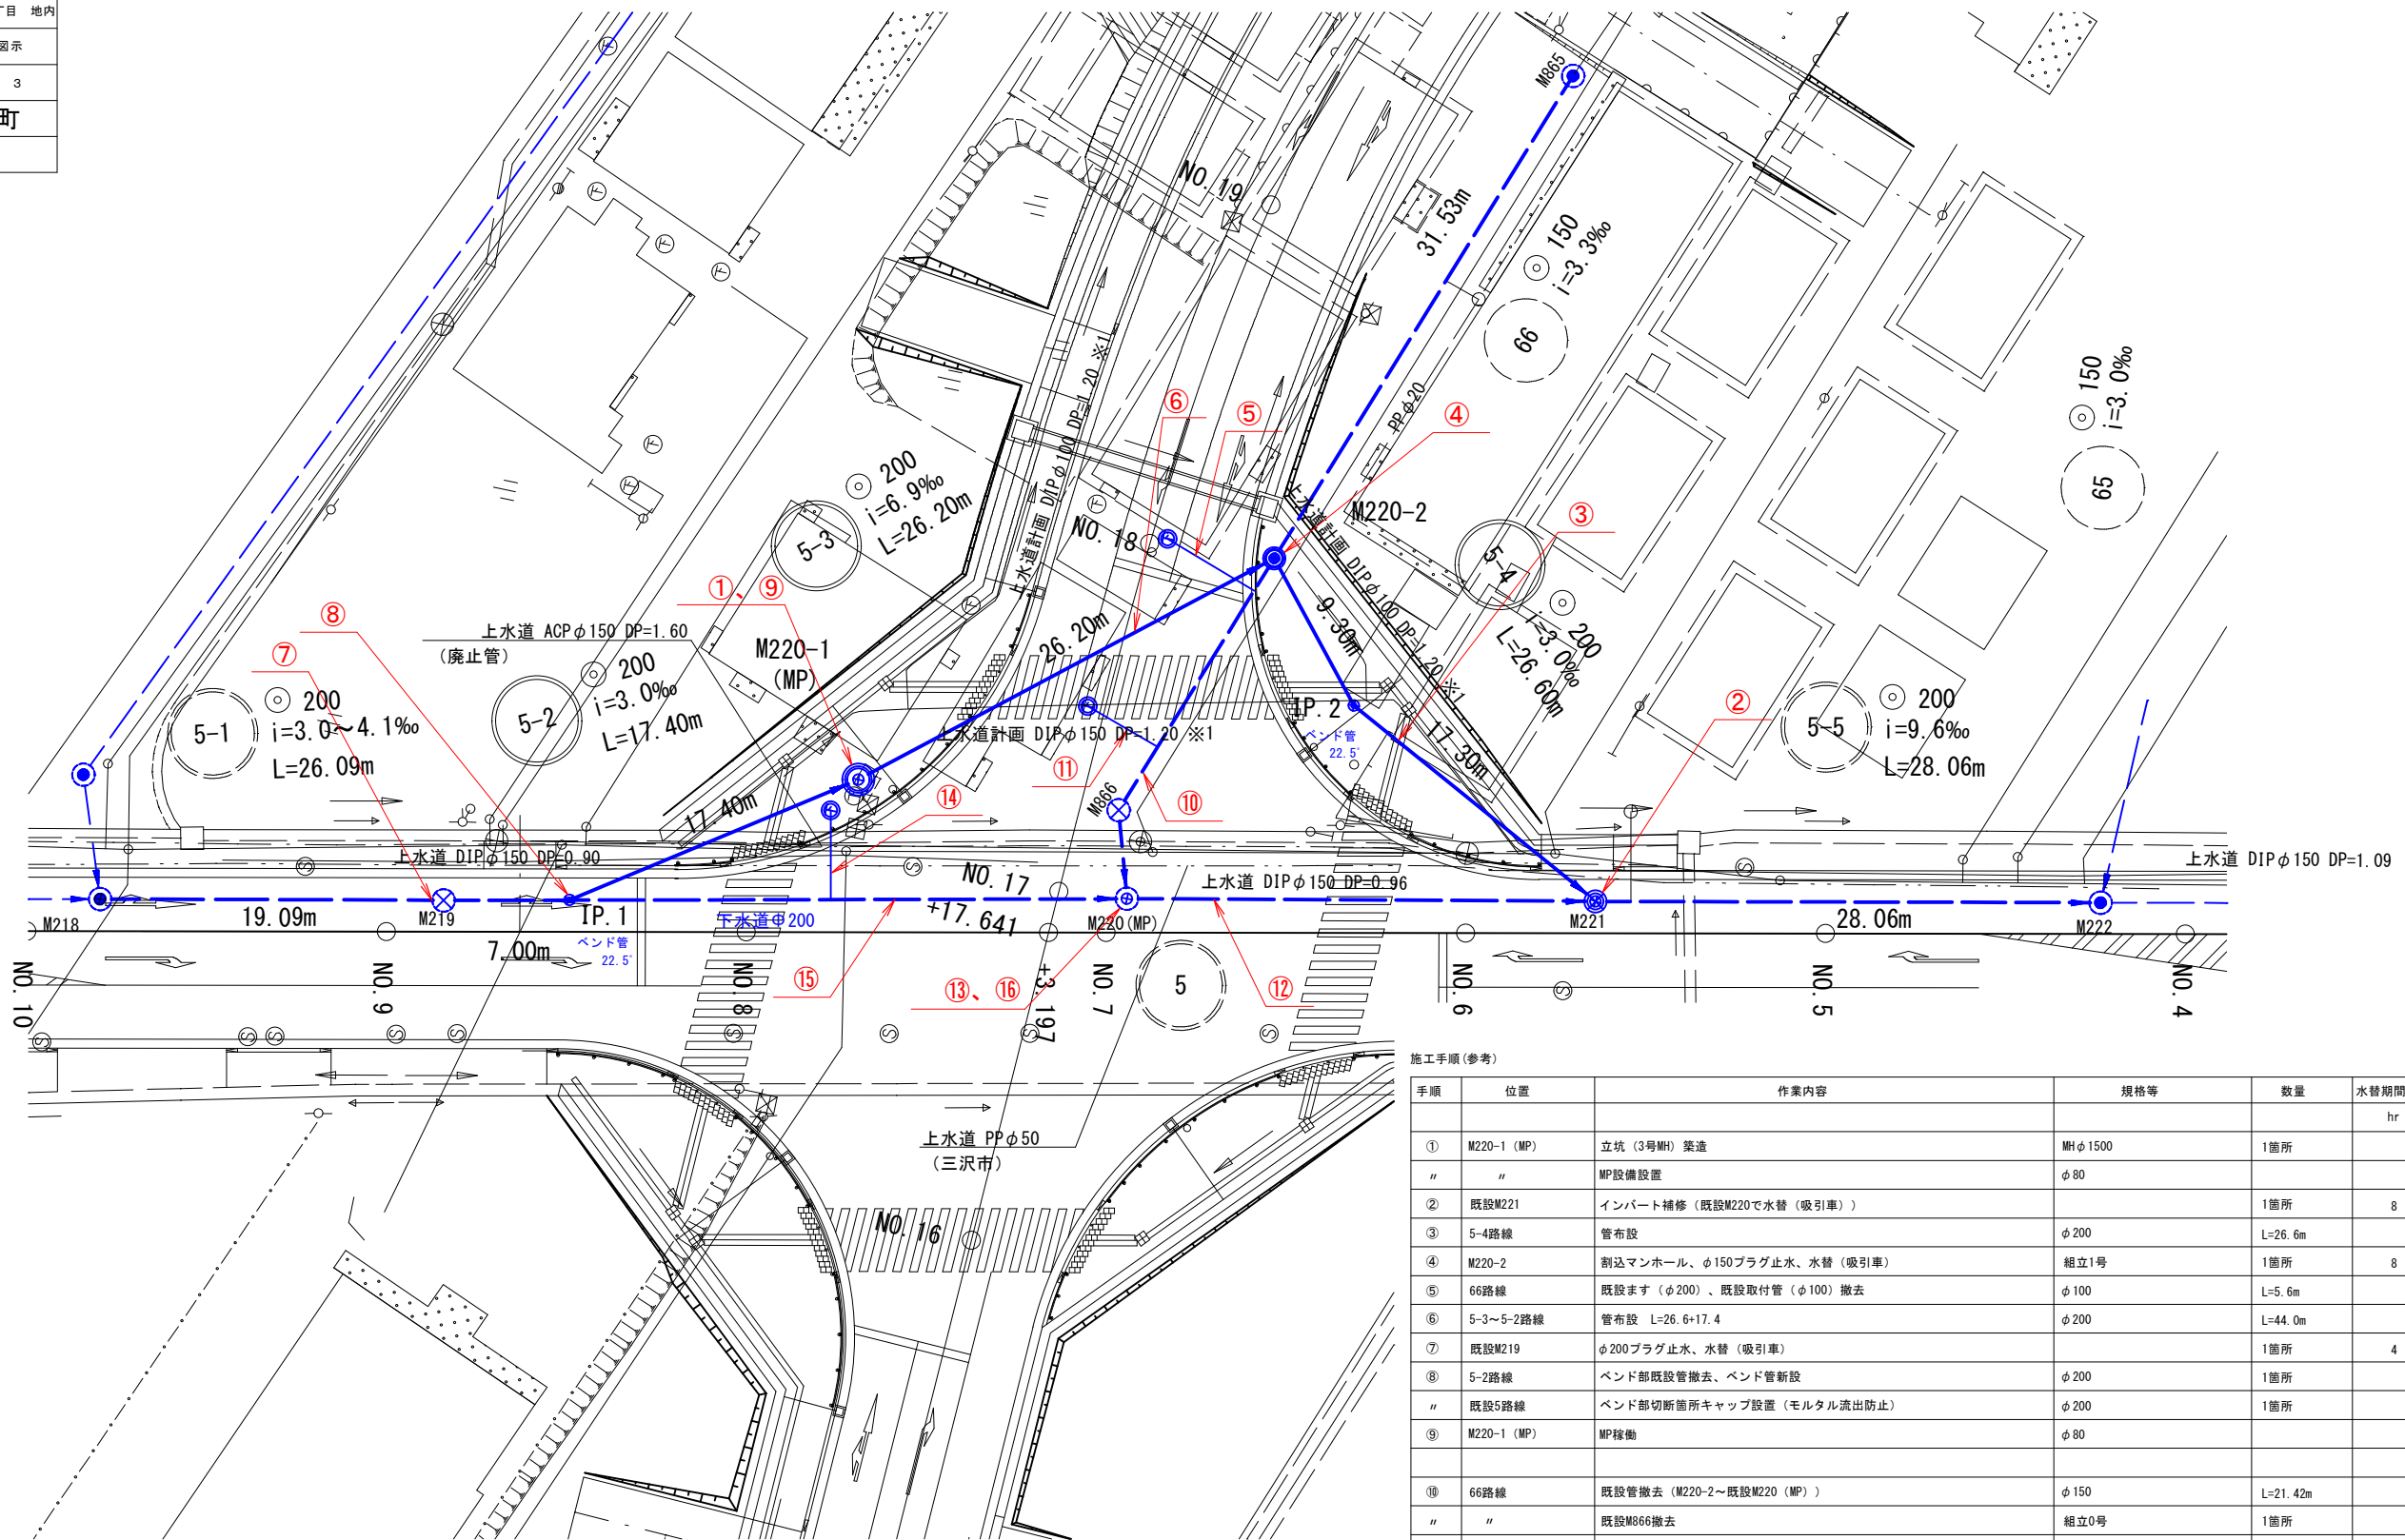 丁目 地内
図示
3
町
M865
NO. 19
31.53m
150
i=3.3‰
66
150
i=3.0‰
65
PPφ20
上水道計画 DIPφ100 DP=1.20 ※1
⑥
⑤
④
③
200
i=6.9‰
L=26.20m
5-3
NO. 18
M220-2
上水道計画 DIPφ100 DP=1.20 ※1
5-4
200
i=3.0‰
L=26.60m
①、⑨
⑧
⑦
上水道 ACPφ150 DP=1.60
(廃止管)
M220-1
(MP)
26.20m
9.30m
5-1
200
i=3.0～4.1‰
L=26.09m
5-2
200
i=3.0‰
L=17.40m
IP.2
ベンド管
22.5°
17.30m
②
5-5
200
i=9.6‰
L=28.06m
上水道計画 DIPφ150 DP=1.20 ※1
⑪
⑭
⑩
M866
17.40m
上水道 DIPφ150 DP=0.90
NO.17
+17.641
上水道 DIPφ150 DP=0.96
上水道 DIPφ150 DP=1.09
M218
19.09m
M219
IP.1
ベンド管
22.5°
7.00m
下水道φ200
M220(MP)
M221
28.06m
M222
NO. 10
NO. 9
NO. 8
+3.197
NO. 7
NO. 6
NO. 5
NO. 4
⑮
⑬、⑯
⑫
5
上水道 PPφ50
(三沢市)
NO.16
施工手順(参考)
手順 位置 作業内容 規格等 数量 水替期間
hr
① M220-1 (MP) 立坑 (3号MH) 築造 MHφ1500 1箇所
〃 〃 MP設備設置 φ80
② 既設M221 インバート補修 (既設M220で水替 (吸引車)) 1箇所 8
③ 5-4路線 管布設 φ200 L=26.6m
④ M220-2 割込マンホール、φ150プラグ止水、水替 (吸引車) 組立1号 1箇所 8
⑤ 66路線 既設ます (φ200) 、既設取付管 (φ100) 撤去 φ100 L=5.6m
⑥ 5-3～5-2路線 管布設 L=26.6+17.4 φ200 L=44.0m
⑦ 既設M219 φ200プラグ止水、水替 (吸引車) 1箇所 4
⑧ 5-2路線 ベンド部既設管撤去、ベンド管新設 φ200 1箇所
〃 既設5路線 ベンド部切断箇所キャップ設置 (モルタル流出防止) φ200 1箇所
⑨ M220-1 (MP) MP稼働 φ80
⑩ 66路線 既設管撤去 (M220-2～既設M220 (MP) ) φ150 L=21.42m
〃 〃 既設M866撤去 組立0号 1箇所